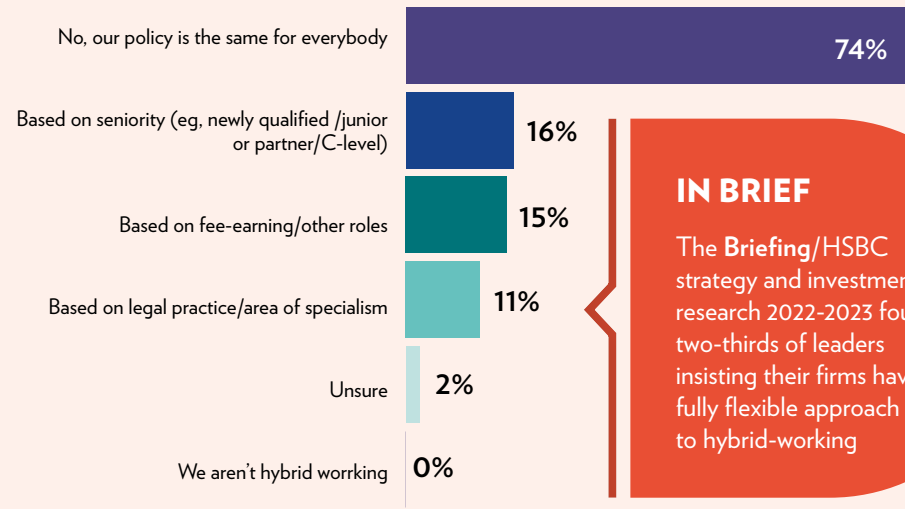 No, our policy is the same for everybody
74%
Based on seniority (eg, newly qualified /junior
or partner/C-level)
16%
Based on fee-earning/other roles
15%
Based on legal practice/area of specialism
11%
Unsure
2%
We aren't hybrid worrking
0%
IN BRIEF
The Briefing/HSBC
strategy and
research 2022-2023
two-thirds of leaders
insisting their firms
fully flexible approach
to hybrid-working